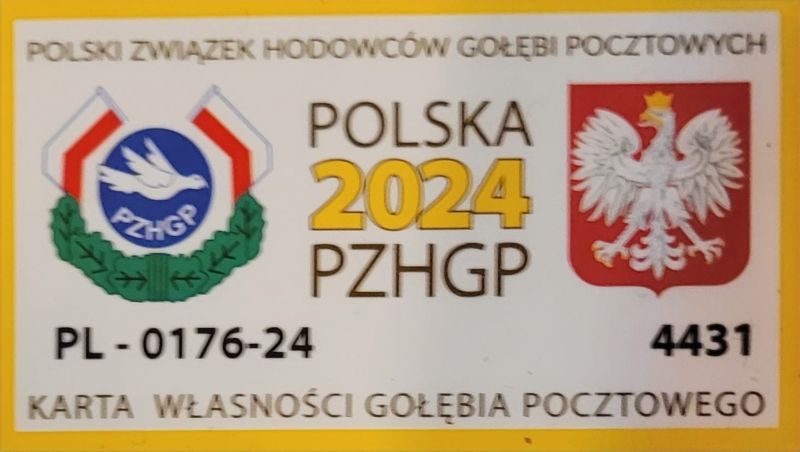 POLSKI ZWIĄZEK HODOWCÓW GOŁĘBI POCZTOWYCH
PZHGP
POLSKA
2024
PZHGP
PL - 0176-24
4431
KARTA WŁASNOŚCI GOŁĘBIA POCZTOWEGO